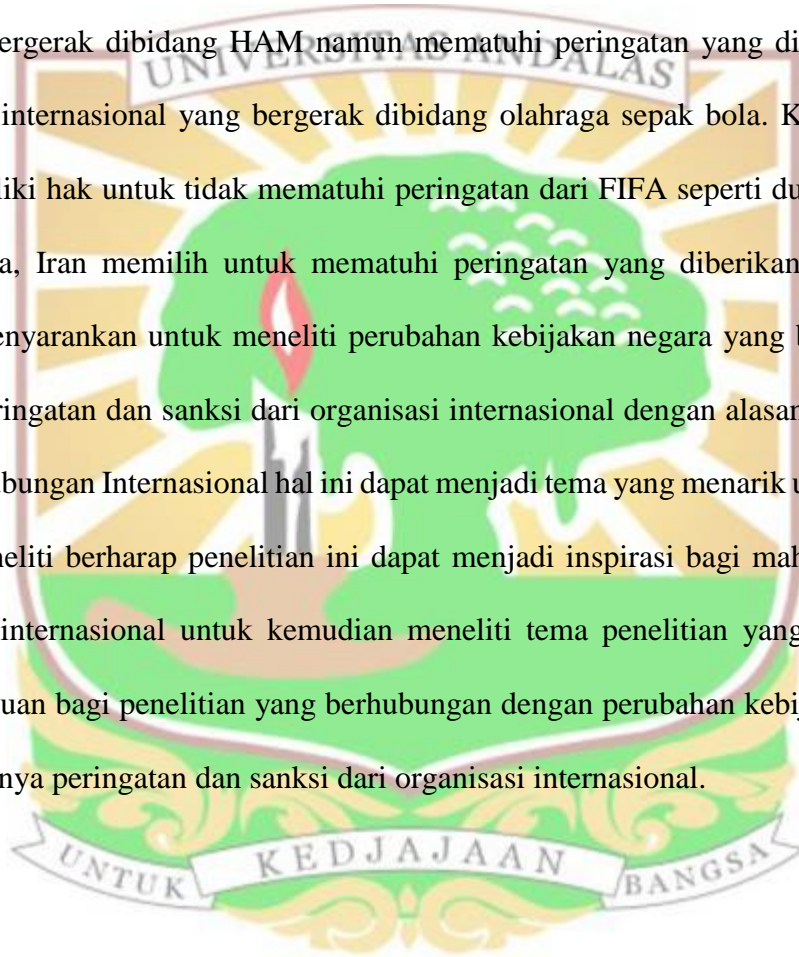 ergerak dibidang HAM namun mematuhi peringatan yang di
UNIVERSITAS ANDALAS
internasional yang bergerak dibidang olahraga sepak bola. K
liki hak untuk tidak mematuhi peringatan dari FIFA seperti du
a, Iran memilih untuk mematuhi peringatan yang diberikan
enyarankan untuk meneliti perubahan kebijakan negara yang b
ringatan dan sanksi dari organisasi internasional dengan alasan
bungan Internasional hal ini dapat menjadi tema yang menarik u
neliti berharap penelitian ini dapat menjadi inspirasi bagi mah
internasional untuk kemudian meneliti tema penelitian yang
uan bagi penelitian yang berhubungan dengan perubahan kebij
nya peringatan dan sanksi dari organisasi internasional.
UNTUK KEDJAJAAN BANGSA